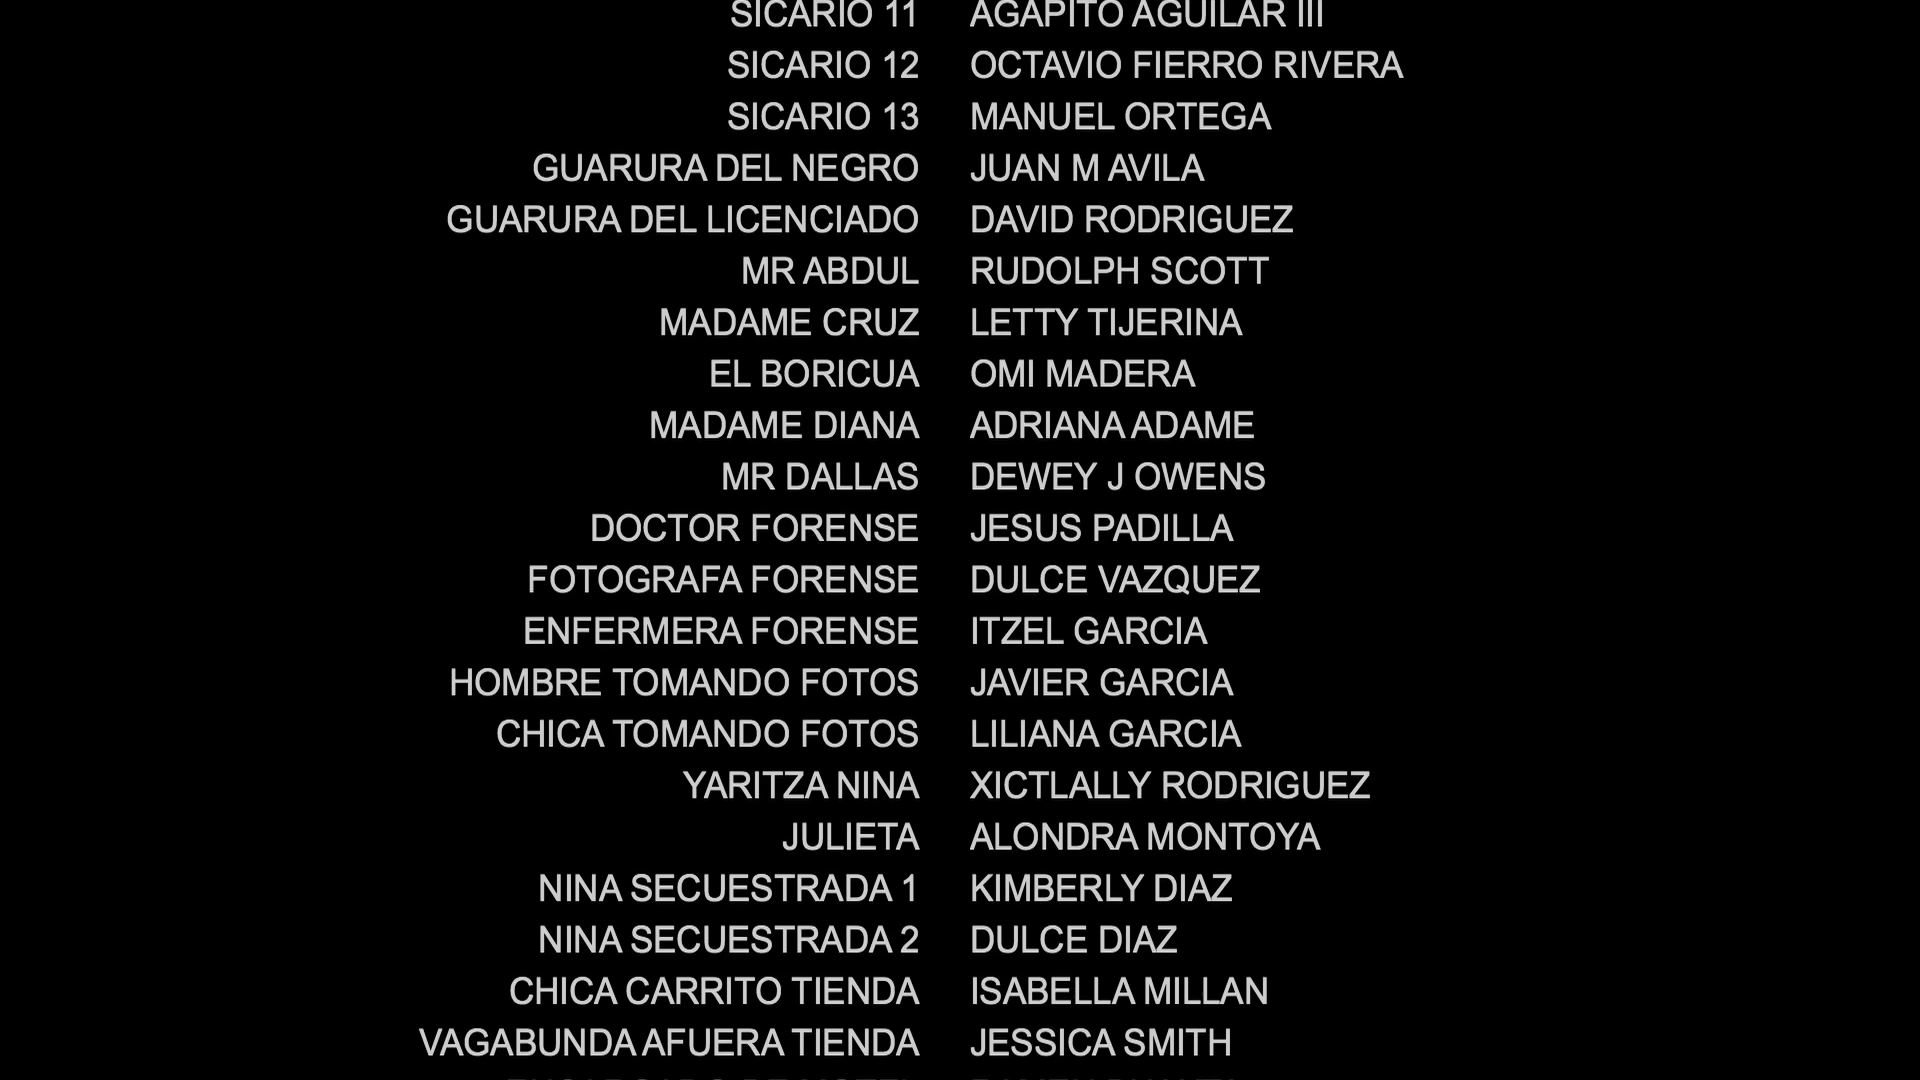 SICARIO 11 AGAPITO AGUILAR III
SICARIO 12 OCTAVIO FIERRO RIVERA
SICARIO 13 MANUEL ORTEGA
GUARURA DEL NEGRO JUAN M AVILA
GUARURA DEL LICENCIADO DAVID RODRIGUEZ
MR ABDUL RUDOLPH SCOTT
MADAME CRUZ LETTY TIJERINA
EL BORICUA OMI MADERA
MADAME DIANA ADRIANA ADAME
MR DALLAS DEWEY J OWENS
DOCTOR FORENSE JESUS PADILLA
FOTOGRAFA FORENSE DULCE VAZQUEZ
ENFERMERA FORENSE ITZEL GARCIA
HOMBRE TOMANDO FOTOS JAVIER GARCIA
CHICA TOMANDO FOTOS LILIANA GARCIA
YARITZA NINA XICTLALLY RODRIGUEZ
JULIETA ALONDRA MONTOYA
NINA SECUESTRADA 1 KIMBERLY DIAZ
NINA SECUESTRADA 2 DULCE DIAZ
CHICA CARRITO TIENDA ISABELLA MILLAN
VAGABUNDA AFUERA TIENDA JESSICA SMITH